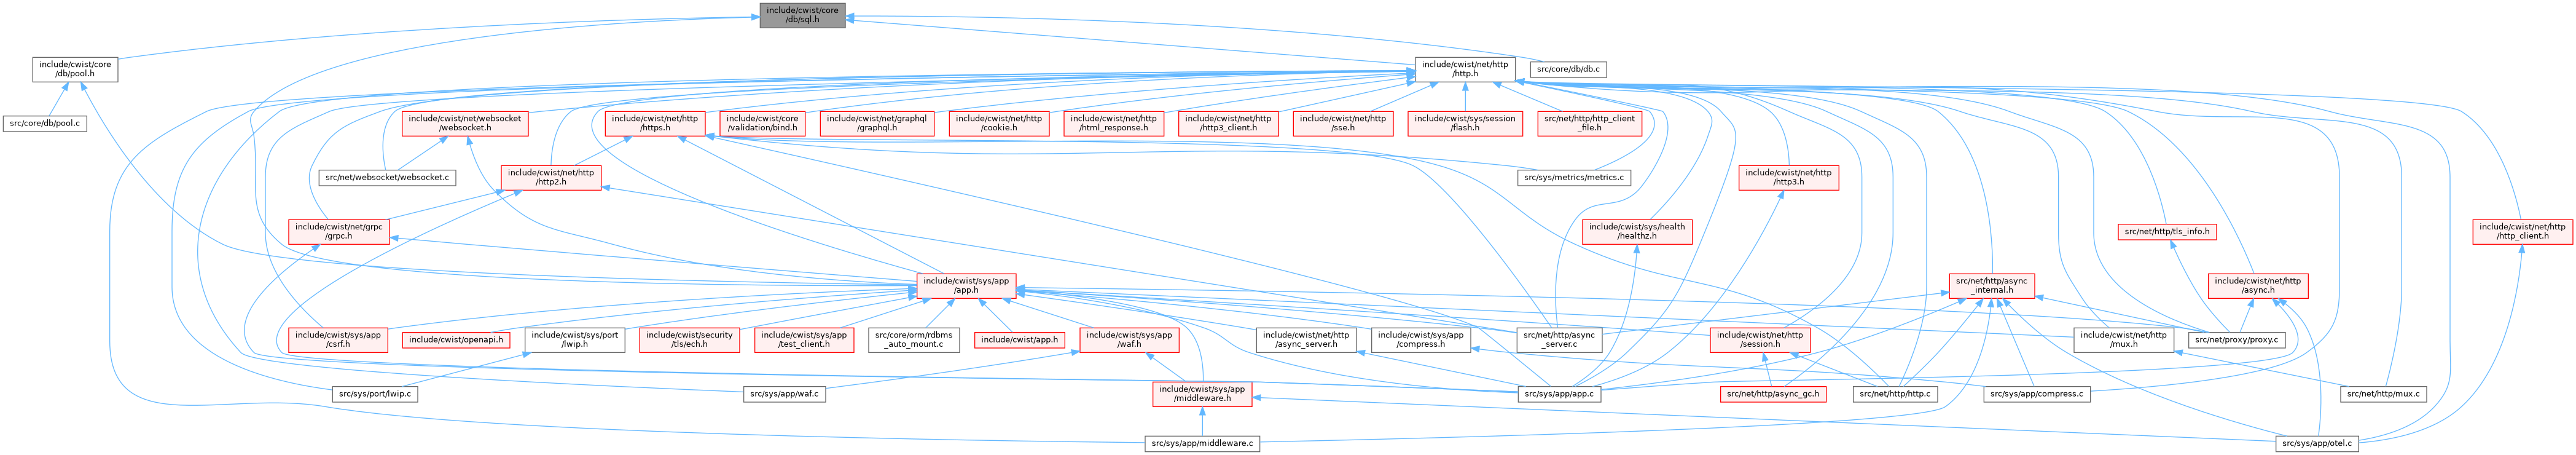 include/cwist/core
/db/sql.h
include/cwist/core
/db/pool.h
include/cwist/net/http
/http.h
src/core/db/db.c
src/core/db/pool.c
include/cwist/net/websocket
/websocket.h
include/cwist/net/http
/https.h
include/cwist/core
/validation/bind.h
include/cwist/net/graphql
/graphql.h
include/cwist/net/http
/cookie.h
include/cwist/net/http
/html_response.h
include/cwist/net/http
/http3_client.h
include/cwist/net/http
/sse.h
include/cwist/sys/session
/flash.h
src/net/http/http_client
_file.h
src/net/websocket/websocket.c
include/cwist/net/http
/http2.h
src/sys/metrics/metrics.c
include/cwist/net/http
/http3.h
include/cwist/net/grpc
/grpc.h
include/cwist/sys/health
/healthz.h
src/net/http/tls_info.h
include/cwist/net/http
/http_client.h
include/cwist/sys/app
/app.h
src/net/http/async
_internal.h
include/cwist/net/http
/async.h
include/cwist/sys/app
/csrf.h
include/cwist/openapi.h
include/cwist/sys/port
/lwip.h
include/cwist/security
/tls/ech.h
include/cwist/sys/app
/test_client.h
src/core/orm/rdbms
_auto_mount.c
include/cwist/app.h
include/cwist/sys/app
/waf.h
include/cwist/net/http
/async_server.h
include/cwist/sys/app
/compress.h
src/net/http/async
_server.c
include/cwist/net/http
/session.h
include/cwist/net/http
/mux.h
src/net/proxy/proxy.c
src/sys/port/lwip.c
src/sys/app/waf.c
include/cwist/sys/app
/middleware.h
src/sys/app/app.c
src/net/http/async_gc.h
src/net/http/http.c
src/sys/app/compress.c
src/net/http/mux.c
src/sys/app/middleware.c
src/sys/app/otel.c